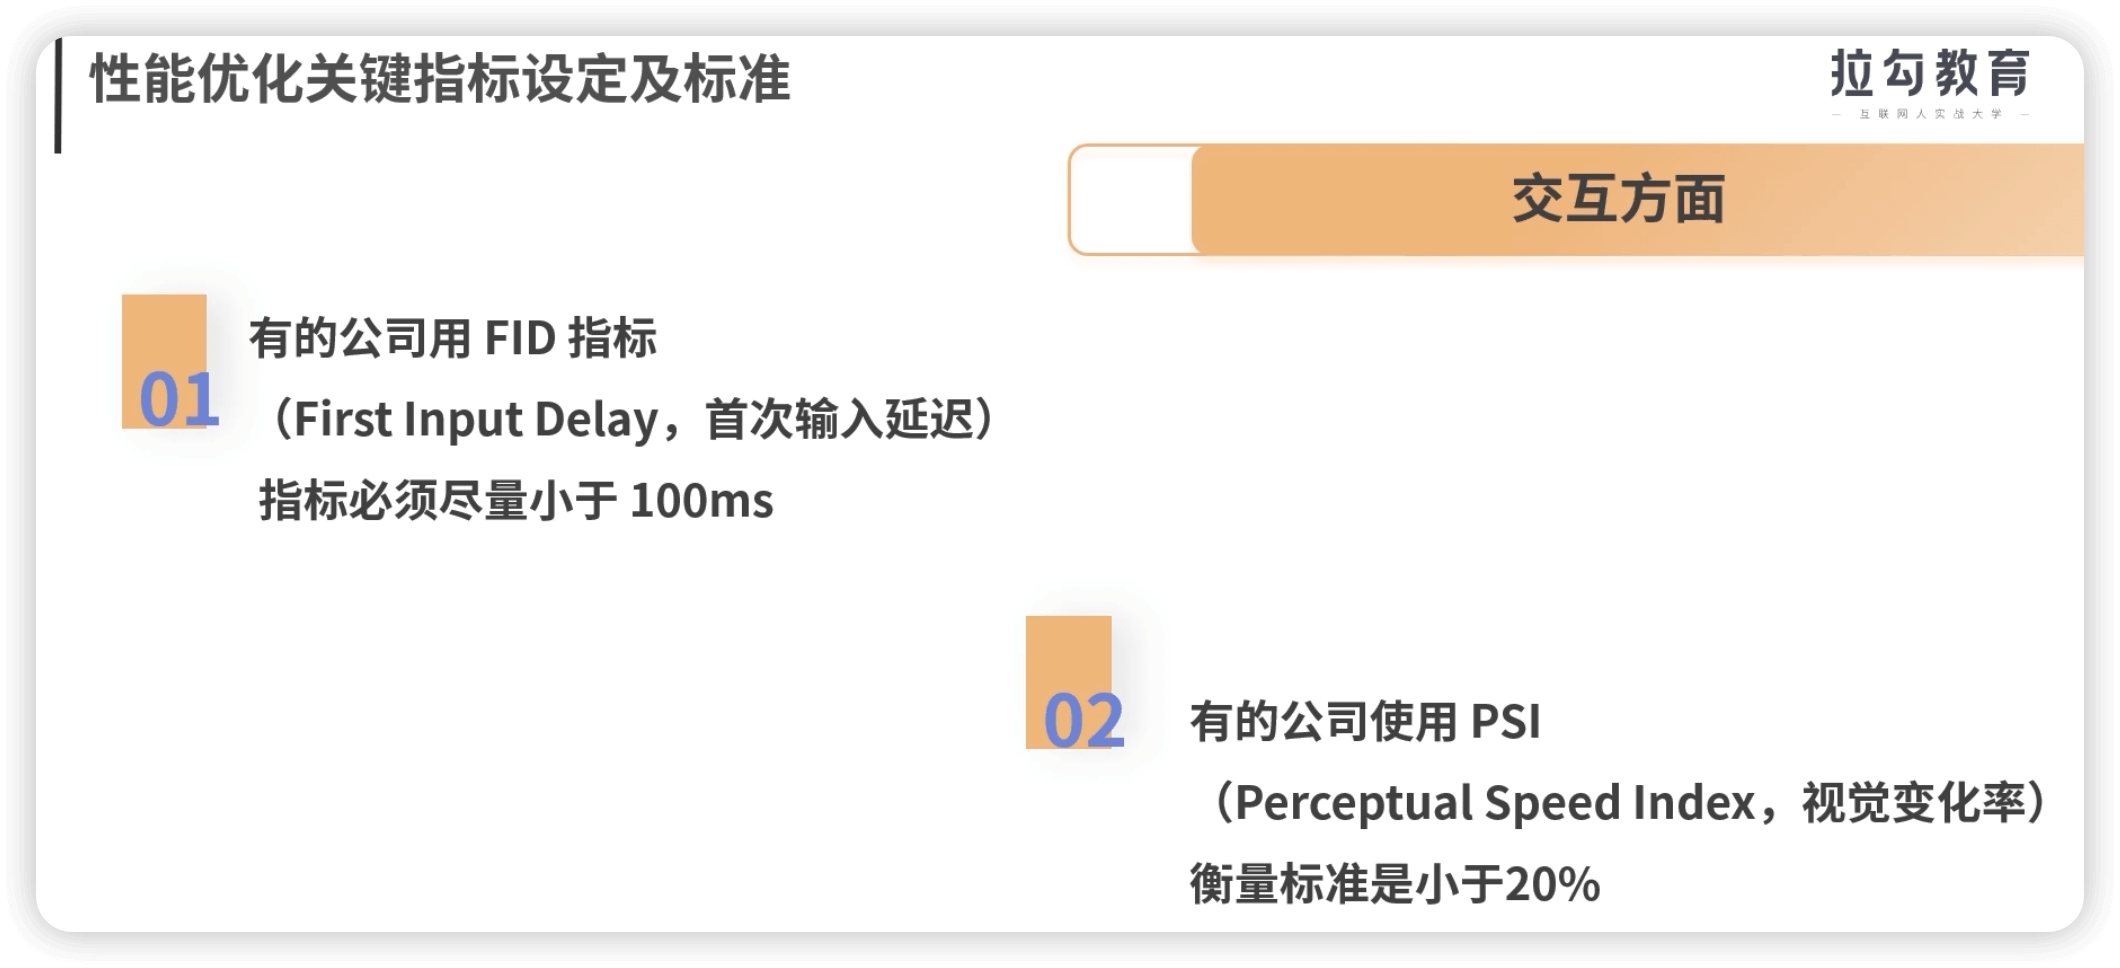 性能优化关键指标设定及标准
拉勾教育
— 互联网人实战大学 —
交互方面
01
有的公司用 FID 指标
（First Input Delay，首次输入延迟）
指标必须尽量小于 100ms
02
有的公司使用 PSI
（Perceptual Speed Index，视觉变化率）
衡量标准是小于20%